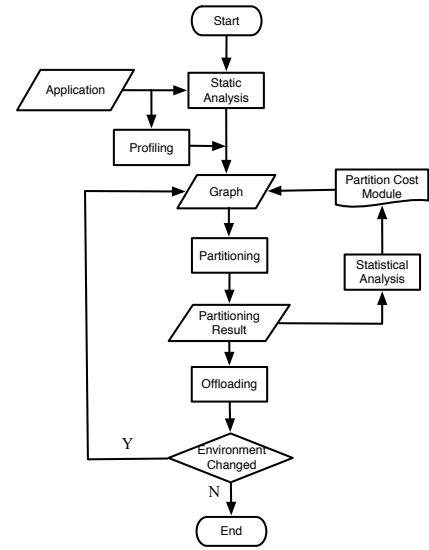 Start
Application
Static
Analysis
Profiling
Graph
Partition Cost
Module
Partitioning
Statistical
Analysis
Partitioning
Result
Offloading
Y
Environment
Changed
N
End